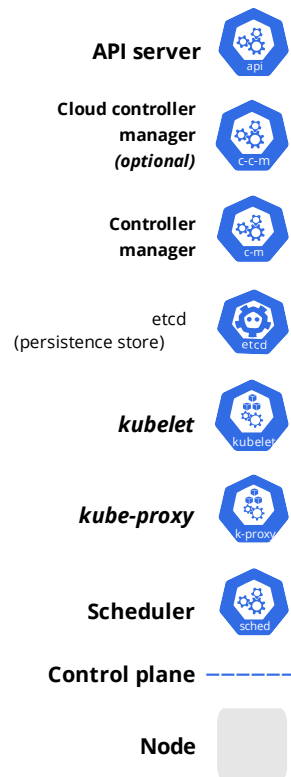 API server
api
Cloud controller
manager
(optional)
c-c-m
Controller
manager
c-m
etcd
(persistence store)
etcd
kubelet
kubelet
kube-proxy
k-proxy
Scheduler
sched
Control plane
Node